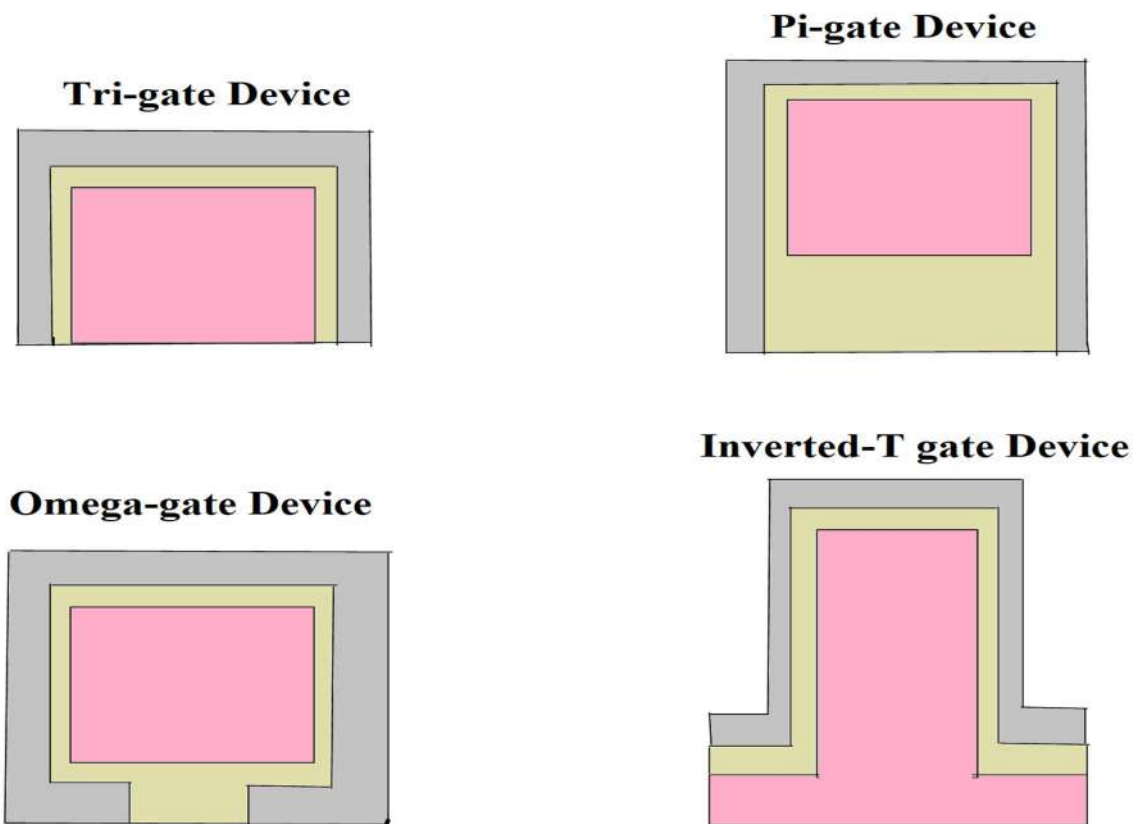 Tri-gate Device
Pi-gate Device
Omega-gate Device
Inverted-T gate Device